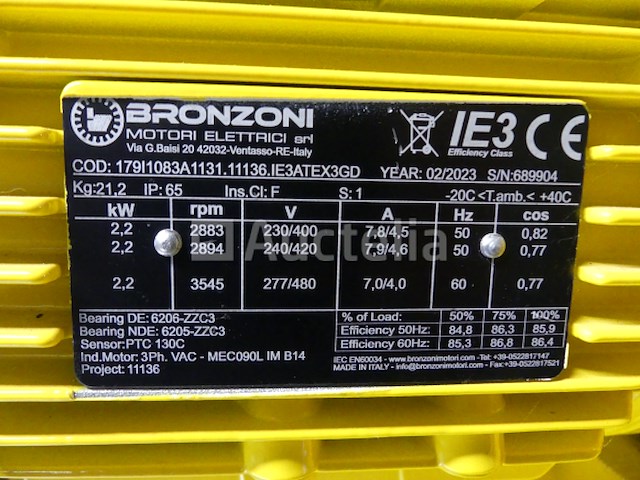 BRONZONI
MOTORI ELETTRICI srl
Via G.Baisi 20 42032-Ventasso-RE-Italy
IE3 CE
Efficiency Class
COD: 179I1083A1131.11136.IE3ATEX3GD YEAR: 02/2023 S/N:689904
Kg:21,2 IP: 65 Ins.Cl: F S: 1 -20C <T.amb.< +40C
kW rpm V A Hz cos
2,2 2883 230/400 7,8/4,5 50 0,82
2,2 2894 240/420 7,9/4,6 50 0,77
Auctelia
2,2 3545 277/480 7,0/4,0 60 0,77
Bearing DE: 6206-ZZC3
Bearing NDE: 6205-ZZC3
Sensor:PTC 130C
Ind.Motor: 3Ph. VAC - MEC090L IM B14
Project: 11136
% of Load: 50% 75% 100%
Efficiency 50Hz: 84,8 86,3 85,9
Efficiency 60Hz: 85,3 86,8 86,4
IEC EN60034 - www.bronzonimotori.com - Tel.+39-0522817147
MADE IN ITALY - info@bronzonimotori.com - Fax.+39-0522817521